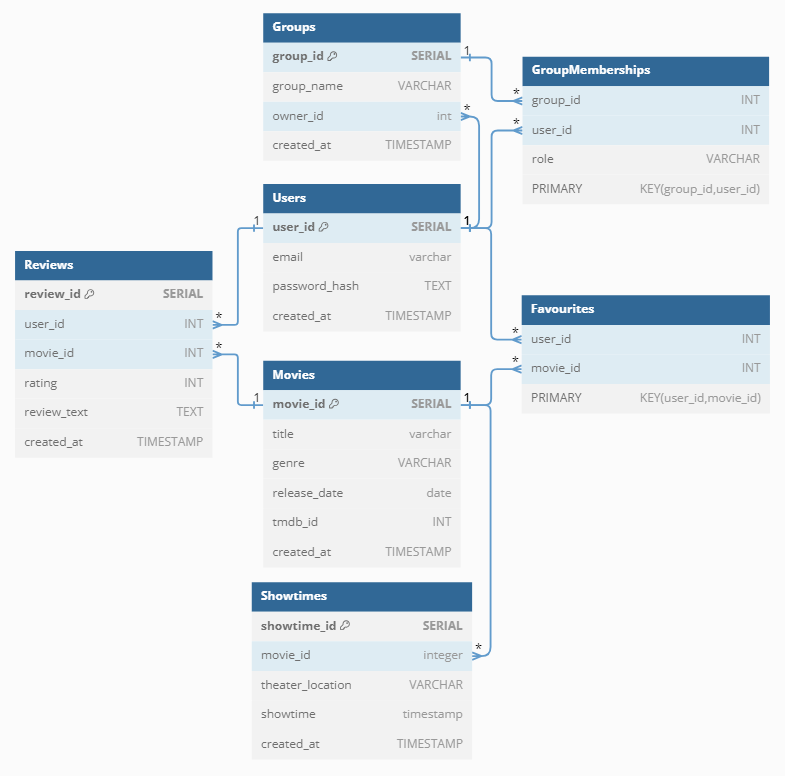 Groups
group_id SERIAL
group_name VARCHAR
owner_id int
created_at TIMESTAMP
1
*
*
*
GroupMemberships
group_id INT
user_id INT
role VARCHAR
PRIMARY KEY(group_id,user_id)
Users
user_id SERIAL
email varchar
password_hash TEXT
created_at TIMESTAMP
1
1
Reviews
review_id SERIAL
user_id INT
movie_id INT
rating INT
review_text TEXT
created_at TIMESTAMP
*
*
Favourites
user_id INT
movie_id INT
PRIMARY KEY(user_id,movie_id)
*
*
Movies
movie_id SERIAL
title varchar
genre VARCHAR
release_date date
tmdb_id INT
created_at TIMESTAMP
1
1
Showtimes
showtime_id SERIAL
movie_id integer
theater_location VARCHAR
showtime timestamp
created_at TIMESTAMP
*